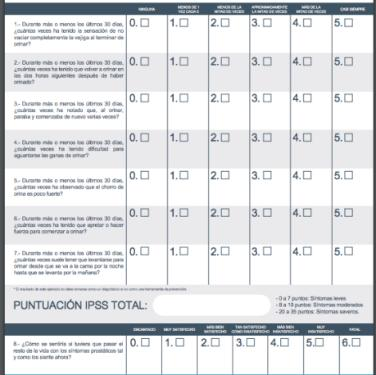 NINGUNA MENOS DE 1 VEZ CADA 5 MENOS DE LA MITAD DE VECES APROXIMADAMENTE LA MITAD DE VECES MÁS DE LA MITAD DE VECES CASI SIEMPRE
1.- Durante más o menos los últimos 30 días, ¿cuántas veces ha tenido la sensación de no vaciar completamente la vejiga al terminar de orinar?
0. 1. 2. 3. 4. 5.
2.- Durante más o menos los últimos 30 días, ¿cuántas veces ha tenido que volver a orinar en las dos horas siguientes después de haber orinado?
0. 1. 2. 3. 4. 5.
3.- Durante más o menos los últimos 30 días, ¿cuántas veces ha notado que, al orinar, paraba y comenzaba de nuevo varias veces?
0. 1. 2. 3. 4. 5.
4.- Durante más o menos los últimos 30 días, ¿cuántas veces ha tenido dificultad para aguantarse las ganas de orinar?
0. 1. 2. 3. 4. 5.
5.- Durante más o menos los últimos 30 días, ¿cuántas veces ha observado que el chorro de orina es poco fuerte?
0. 1. 2. 3. 4. 5.
6.- Durante más o menos los últimos 30 días, ¿cuántas veces ha tenido que apretar o hacer fuerza para comenzar a orinar?
0. 1. 2. 3. 4. 5.
7.- Durante más o menos los últimos 30 días, ¿cuántas veces suele tener que levantarse para orinar desde que se va a la cama por la noche hasta que se levanta por la mañana?
0. 1. 2. 3. 4. 5.
PUNTUACIÓN IPSS TOTAL:
- 0 a 7 puntos: Síntomas leves
- 8 a 19 puntos: Síntomas moderados
- 20 a 35 puntos: Síntomas severos.
ENCANTADO MUY SATISFECHO MÁS BIEN SATISFECHO TAN SATISFECHO COMO INSATISFECHO MÁS BIEN INSATISFECHO MUY INSATISFECHO FATAL
8.- ¿Cómo se sentiría si tuviera que pasar el resto de la vida con los síntomas prostáticos tal y como los siente ahora?
0. 1. 2. 3. 4. 5. 6.